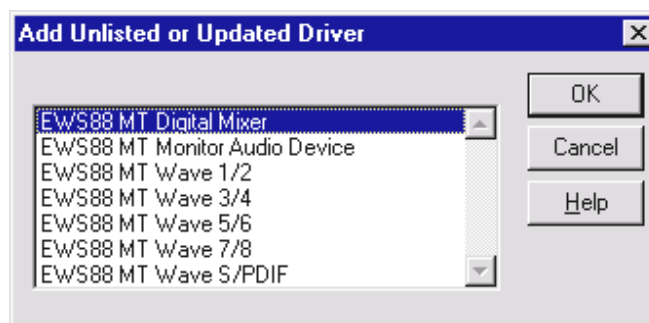 Add Unlisted or Updated Driver
EWS88 MT Digital Mixer
EWS88 MT Monitor Audio Device
EWS88 MT Wave 1/2
EWS88 MT Wave 3/4
EWS88 MT Wave 5/6
EWS88 MT Wave 7/8
EWS88 MT Wave S/PDIF
OK
Cancel
Help